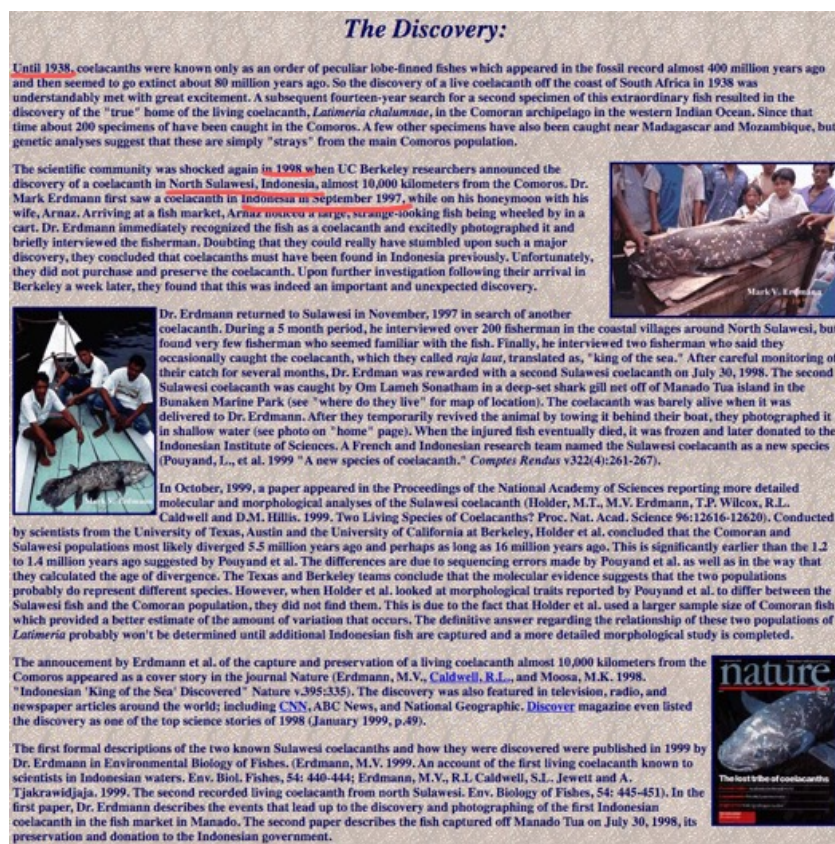 The Discovery:
Until 1938, coelacanths were known only as an order of peculiar lobe-finned fishes which appeared in the fossil record almost 400 million years ago
and then seemed to go extinct about 80 million years ago. So the discovery of a live coelacanth off the coast of South Africa in 1938 was
understandably met with great excitement. A subsequent fourteen-year search for a second specimen of this extraordinary fish resulted in the
discovery of the "true" home of the living coelacanth, Latimeria chalumnae, in the Comoran archipelago in the western Indian Ocean. Since that
time about 200 specimens of have been caught in the Comoros. A few other specimens have also been caught near Madagascar and Mozambique, but
genetic analyses suggest that these are simply "strays" from the main Comoros population.
The scientific community was shocked again in 1998 when UC Berkeley researchers announced the
discovery of a coelacanth in North Sulawesi, Indonesia, almost 10,000 kilometers from the Comoros. Dr.
Mark Erdmann first saw a coelacanth in Indonesia in September 1997, while on his honeymoon with his
wife, Arnaz. Arriving at a fish market, Arnaz noticed a large, strange-looking fish being wheeled by in a
cart. Dr. Erdmann immediately recognized the fish as a coelacanth and excitedly photographed it and
briefly interviewed the fisherman. Doubting that they could really have stumbled upon such a major
discovery, they concluded that coelacanths must have been found in Indonesia previously. Unfortunately,
they did not purchase and preserve the coelacanth. Upon further investigation following their arrival in
Berkeley a week later, they found that this was indeed an important and unexpected discovery.
Mark V. Erdmann
Dr. Erdmann returned to Sulawesi in November, 1997 in search of another
coelacanth. During a 5 month period, he interviewed over 200 fisherman in the coastal villages around North Sulawesi, but
found very few fisherman who seemed familiar with the fish. Finally, he interviewed two fisherman who said they
occasionally caught the coelacanth, which they called raja laut, translated as, "king of the sea." After careful monitoring of
their catch for several months, Dr. Erdman was rewarded with a second Sulawesi coelacanth on July 30, 1998. The second
Sulawesi coelacanth was caught by Om Lameh Sonatham in a deep-set shark gill net off of Manado Tua island in the
Bunaken Marine Park (see "where do they live" for map of location). The coelacanth was barely alive when it was
delivered to Dr. Erdmann. After they temporarily revived the animal by towing it behind their boat, they photographed it
in shallow water (see photo on "home" page). When the injured fish eventually died, it was frozen and later donated to the
Indonesian Institute of Sciences. A French and Indonesian research team named the Sulawesi coelacanth as a new species
(Pouyand, L., et al. 1999 "A new species of coelacanth." Comptes Rendus v322(4):261-267).
Mark V. Erdmann
In October, 1999, a paper appeared in the Proceedings of the National Academy of Sciences reporting more detailed
molecular and morphological analyses of the Sulawesi coelacanth (Holder, M.T., M.V. Erdmann, T.P. Wilcox, R.L.
Caldwell and D.M. Hillis. 1999. Two Living Species of Coelacanths? Proc. Nat. Acad. Science 96:12616-12620). Conducted
by scientists from the University of Texas, Austin and the University of California at Berkeley, Holder et al. concluded that the Comoran and
Sulawesi populations most likely diverged 5.5 million years ago and perhaps as long as 16 million years ago. This is significantly earlier than the 1.2
to 1.4 million years ago suggested by Pouyand et al. The differences are due to sequencing errors made by Pouyand et al. as well as in the way that
they calculated the age of divergence. The Texas and Berkeley teams conclude that the molecular evidence suggests that the two populations
probably do represent different species. However, when Holder et al. looked at morphological traits reported by Pouyand et al. to differ between the
Sulawesi fish and the Comoran population, they did not find them. This is due to the fact that Holder et al. used a larger sample size of Comoran fish
which provided a better estimate of the amount of variation that occurs. The definitive answer regarding the relationship of these two populations of
Latimeria probably won't be determined until additional Indonesian fish are captured and a more detailed morphological study is completed.
The annoucement by Erdmann et al. of the capture and preservation of a living coelacanth almost 10,000 kilometers from the
Comoros appeared as a cover story in the journal Nature (Erdmann, M.V., Caldwell, R.L., and Moosa, M.K. 1998.
"Indonesian 'King of the Sea' Discovered" Nature v.395:335). The discovery was also featured in television, radio, and
newspaper articles around the world; including CNN, ABC News, and National Geographic. Discover magazine even listed
the discovery as one of the top science stories of 1998 (January 1999, p.49).
nature
The lost tribe of coelacanths
The first formal descriptions of the two known Sulawesi coelacanths and how they were discovered were published in 1999 by
Dr. Erdmann in Environmental Biology of Fishes. (Erdmann, M.V. 1999. An account of the first living coelacanth known to
scientists in Indonesian waters. Env. Biol. Fishes, 54: 440-444; Erdmann, M.V., R.L Caldwell, S.L. Jewett and A.
Tjakrawidjaja. 1999. The second recorded living coelacanth from north Sulawesi. Env. Biology of Fishes, 54: 445-451). In the
first paper, Dr. Erdmann describes the events that lead up to the discovery and photographing of the first Indonesian
coelacanth in the fish market in Manado. The second paper describes the fish captured off Manado Tua on July 30, 1998, its
preservation and donation to the Indonesian government.